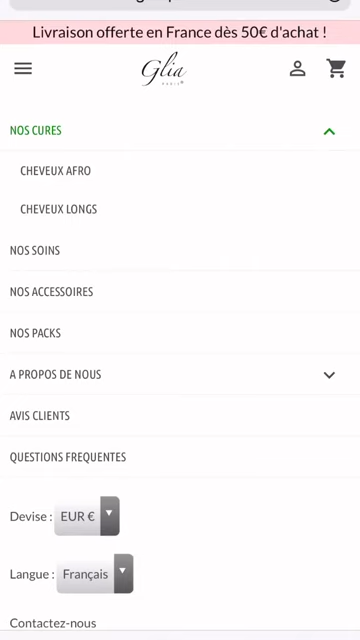 Livraison offerte en France dès 50€ d'achat !
Glia
PARIS
NOS CURES
CHEVEUX AFRO
CHEVEUX LONGS
NOS SOINS
NOS ACCESSOIRES
NOS PACKS
A PROPOS DE NOUS
AVIS CLIENTS
QUESTIONS FREQUENTES
Devise : EUR €
Langue : Français
Contactez-nous